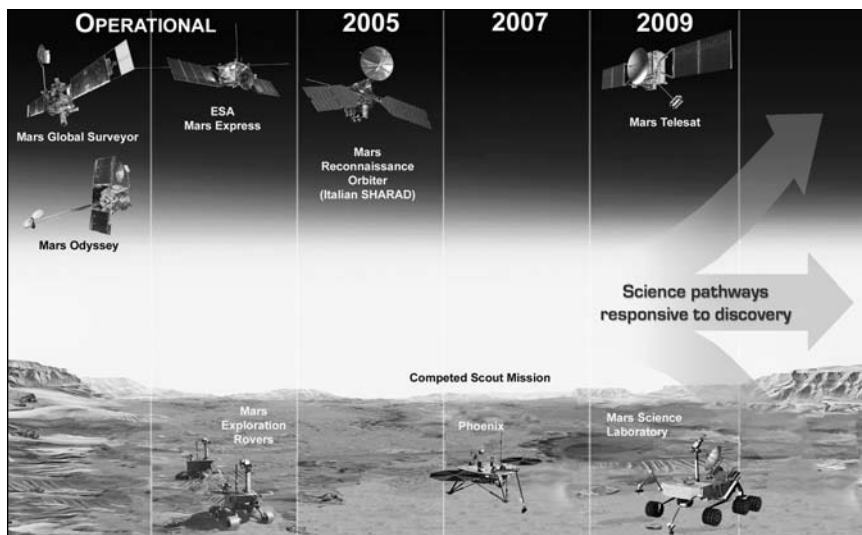 OPERATIONAL
2005
2007
2009
Mars Global Surveyor
ESA
Mars Express
Mars
Reconnaissance
Orbiter
(Italian SHARAD)
Mars Telesat
Mars Odyssey
Science pathways
responsive to discovery
Competed Scout Mission
Mars
Exploration
Rovers
Phoenix
Mars Science
Laboratory